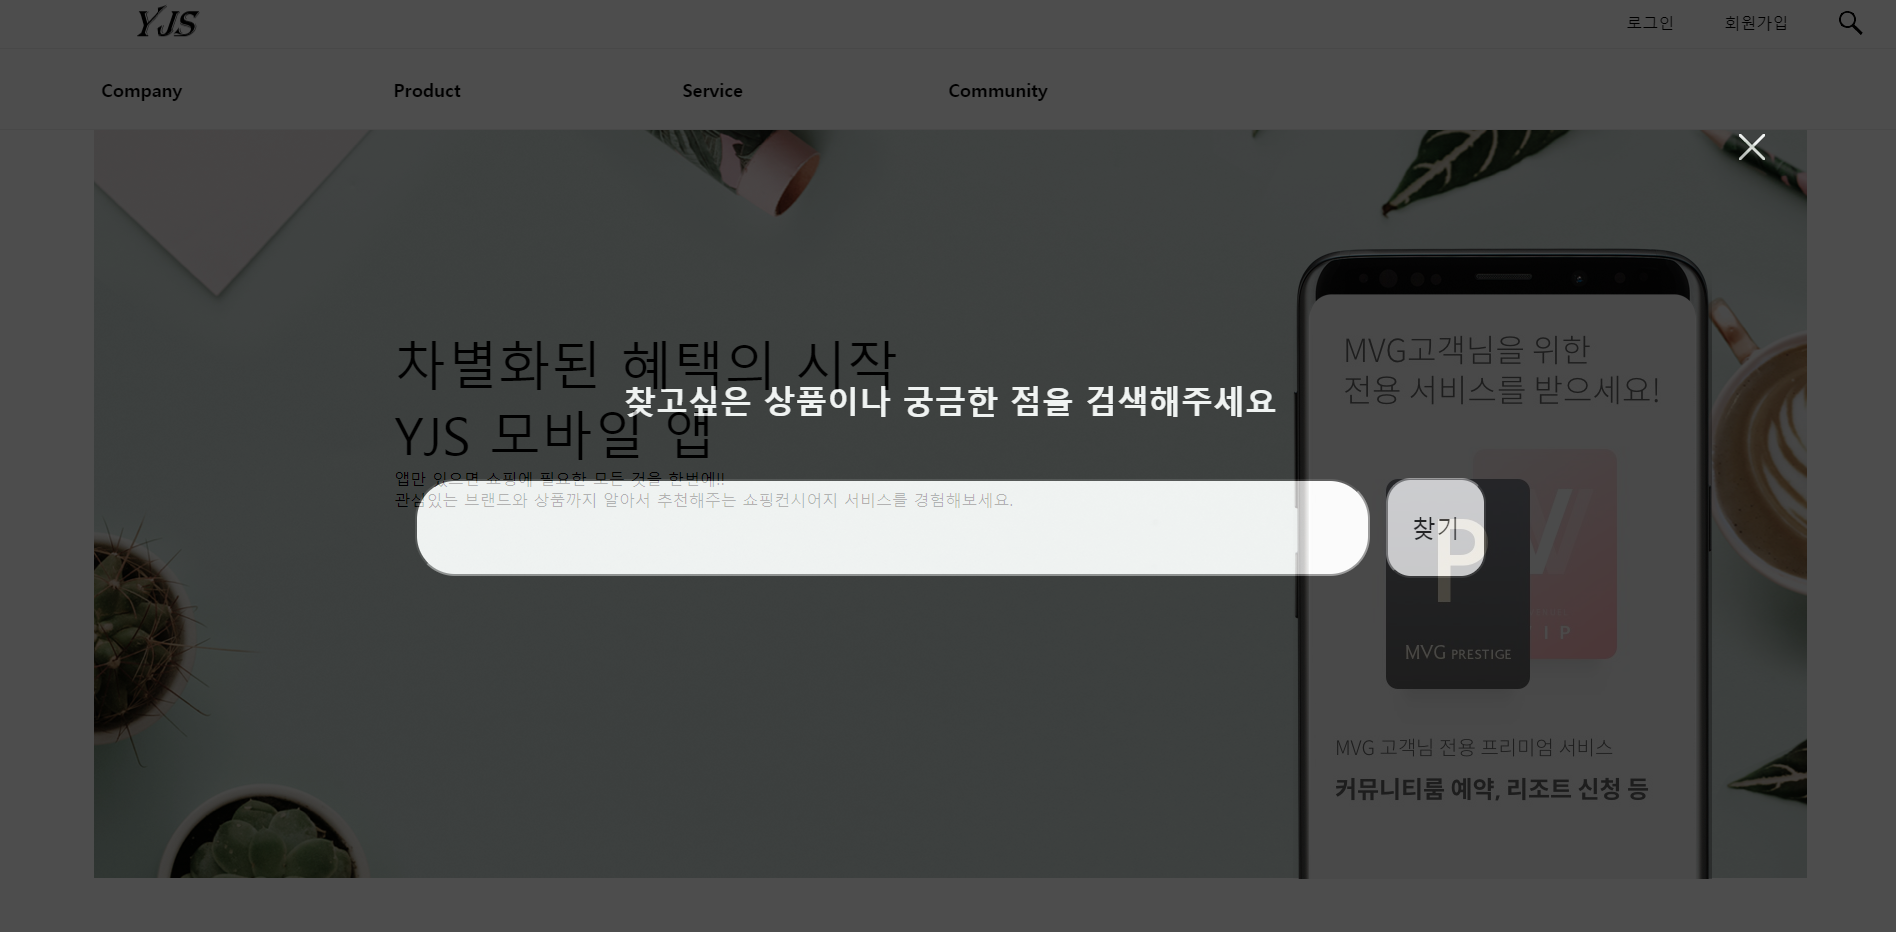 YJS
로그인
회원가입
Company
Product
Service
Community
차별화된 혜택의 시작
YJS 모바일 앱
앱만 있으면 쇼핑에 필요한 모든 것을 한번에!!
관심있는 브랜드와 상품까지 알아서 추천해주는 쇼핑컨시어지 서비스를 경험해보세요.
찾고싶은 상품이나 궁금한 점을 검색해주세요
찾기
MVG고객님을 위한
전용 서비스를 받으세요!
P
MVG PRESTIGE
V
IP
MVG 고객님 전용 프리미엄 서비스
커뮤니티룸 예약, 리조트 신청 등